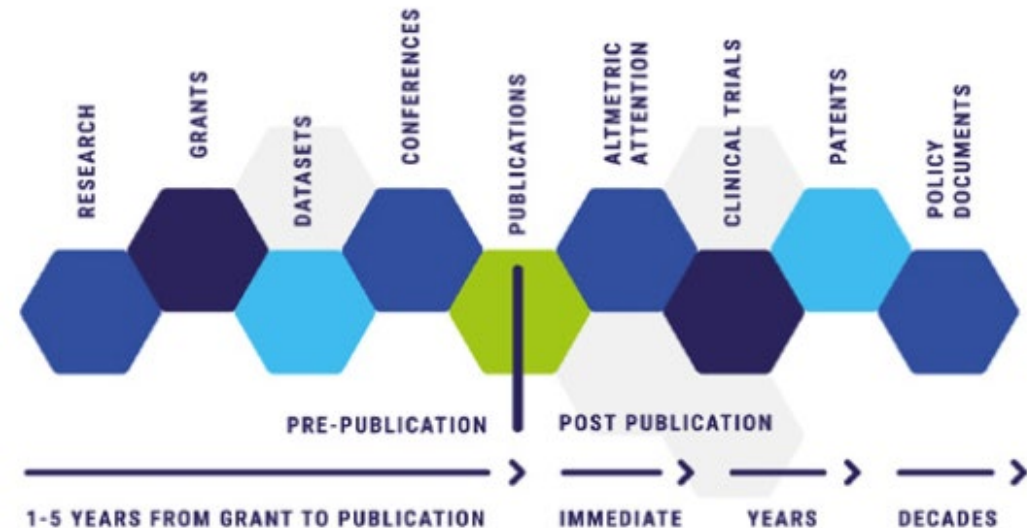 RESEARCH
GRANTS
DATASETS
CONFERENCES
PUBLICATIONS
ALTMETRIC
ATTENTION
CLINICAL TRIALS
PATENTS
POLICY
DOCUMENTS
PRE-PUBLICATION
POST PUBLICATION
1-5 YEARS FROM GRANT TO PUBLICATION
IMMEDIATE
YEARS
DECADES